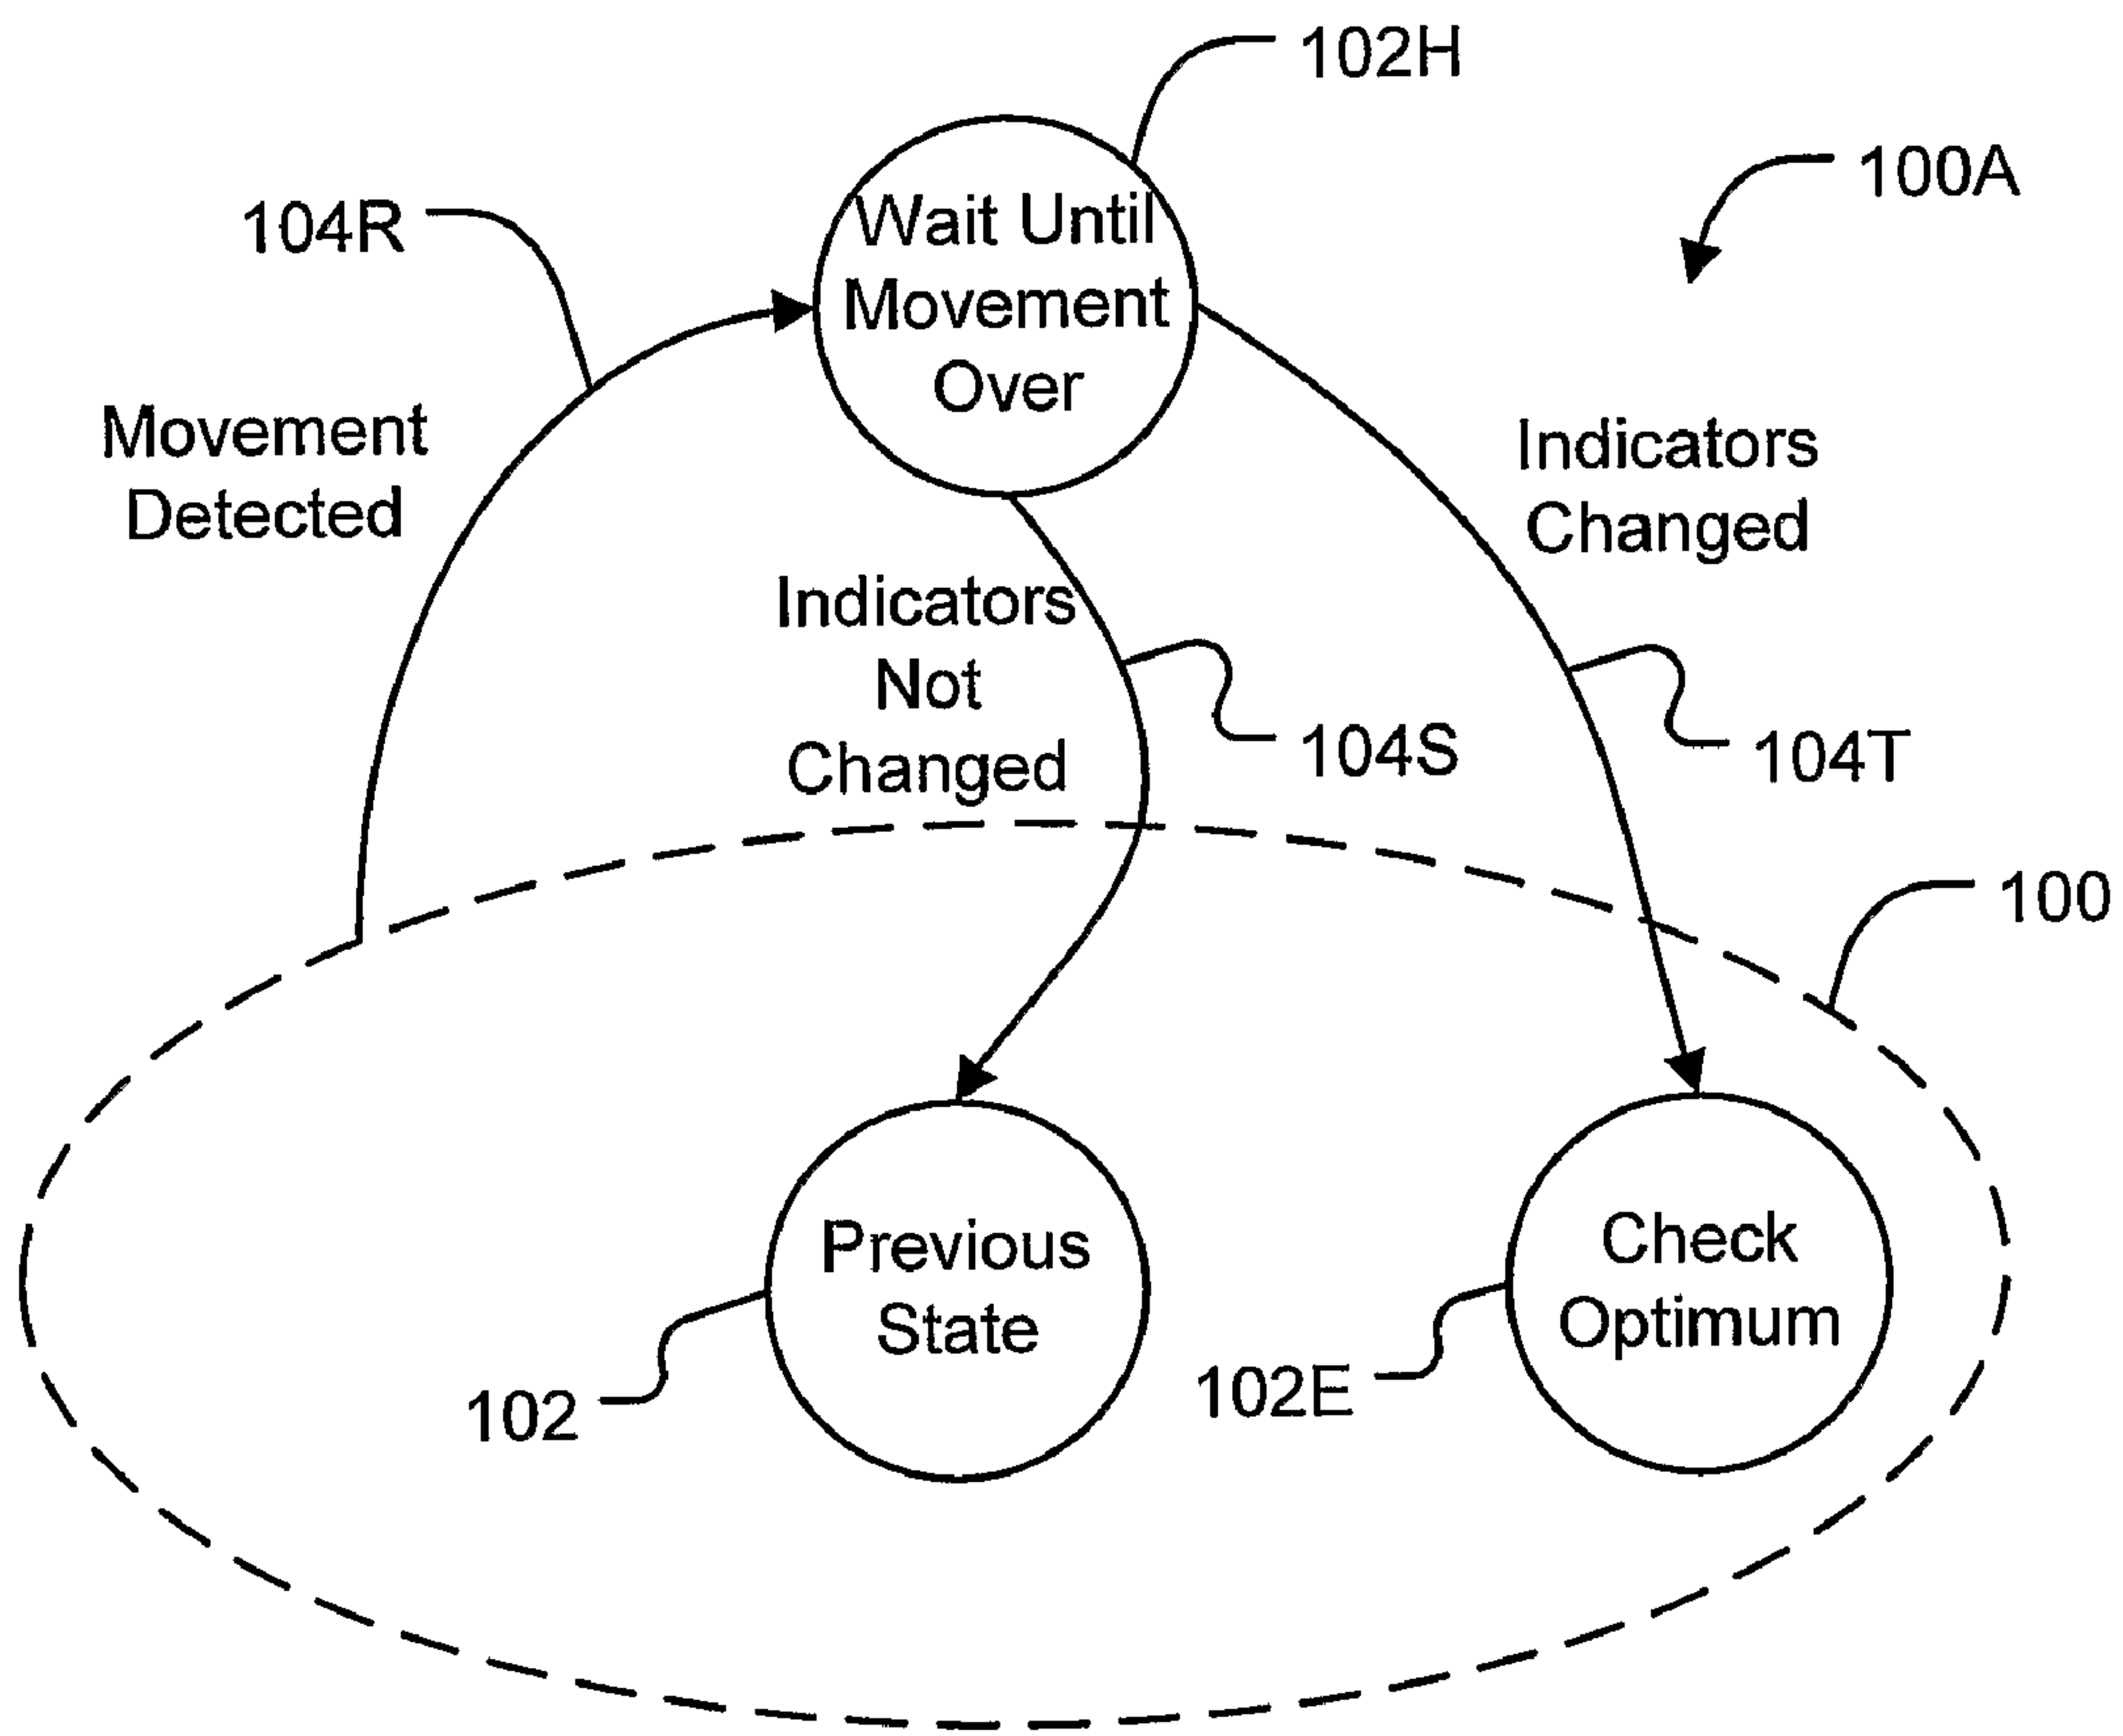 102H
100A
104R
Wait Until
Movement
Over
Movement
Detected
Indicators
Changed
Indicators
Not
Changed
104S
104T
100
Previous
State
Check
Optimum
102
102E